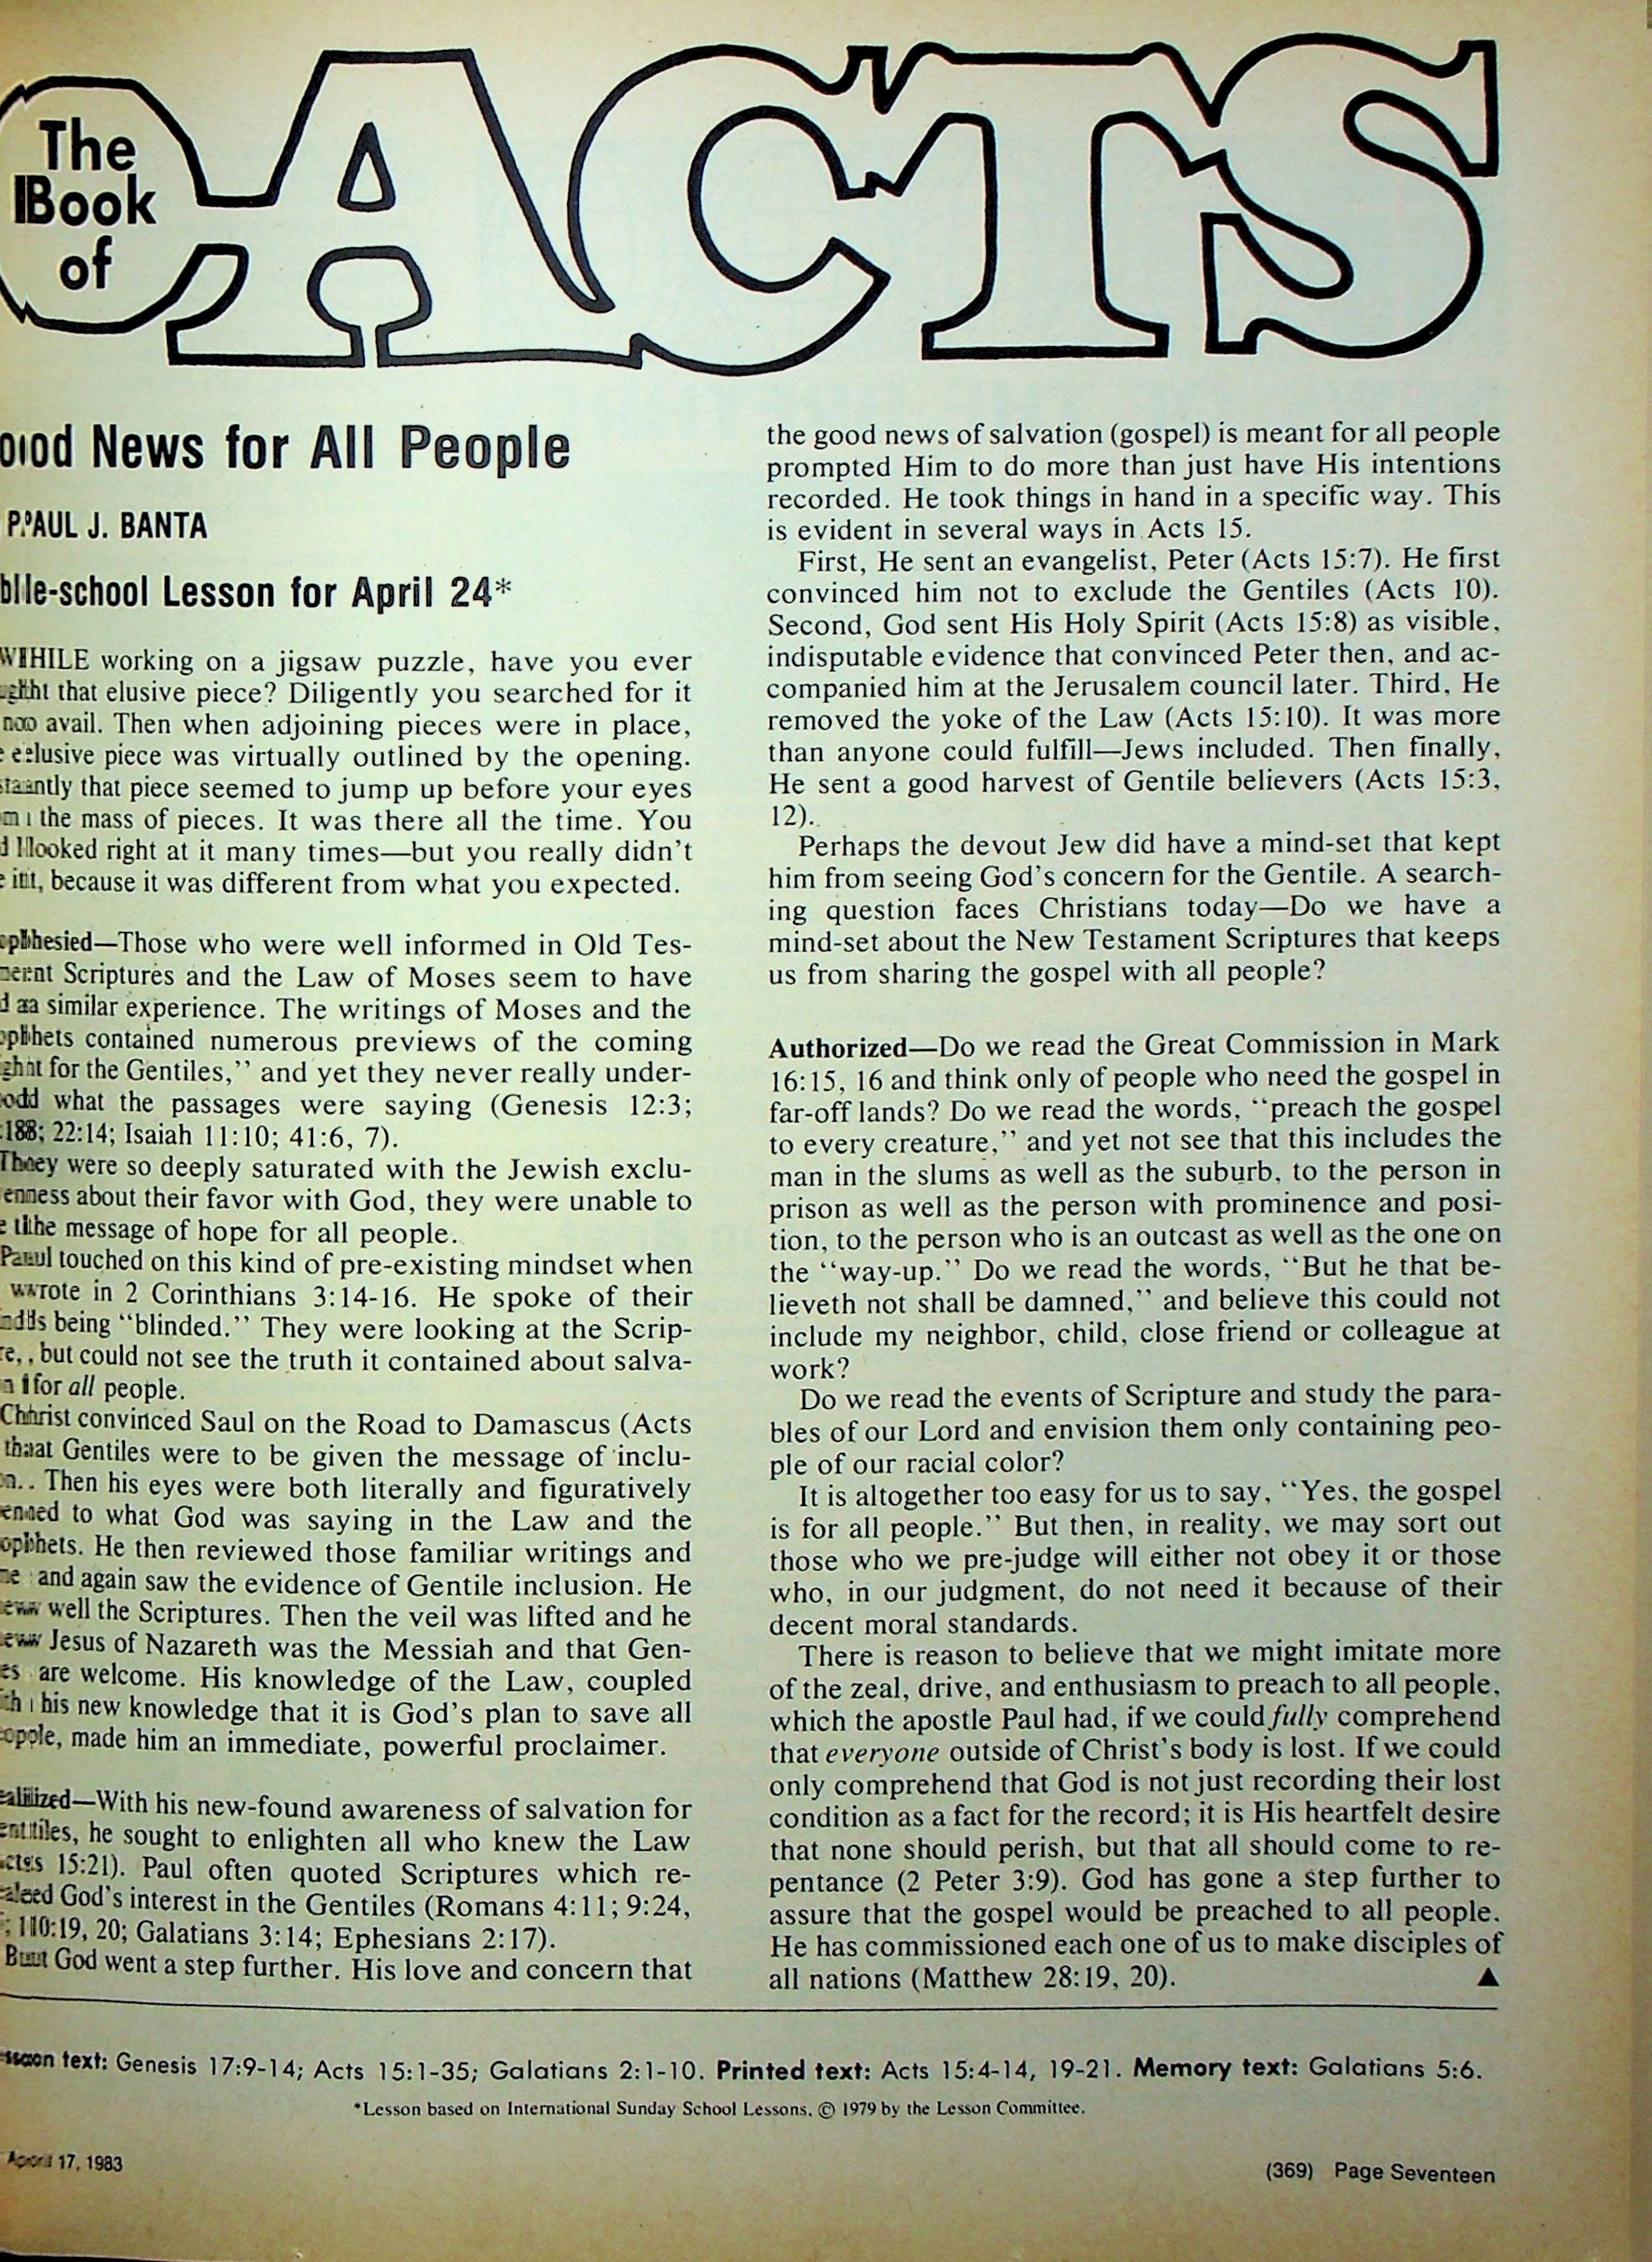 The
Book
of
ACTS
News for All People
PAUL J. BANTA
Lesson for April 24*
WHILE working on a jigsaw puzzle, have you ever
that elusive piece? Diligently you searched for it
no avail. Then when adjoining pieces were in place,
elusive piece was virtually outlined by the opening.
that piece seemed to jump up before your eyes
the mass of pieces. It was there all the time. You
looked right at it many times—but you really didn't
it, because it was different from what you expected.
Those who were well informed in Old Tes-
Scriptures and the Law of Moses seem to have
a similar experience. The writings of Moses and the
contained numerous previews of the coming
for the Gentiles," and yet they never really under-
what the passages were saying (Genesis 12:3;
22:14; Isaiah 11:10; 41:6, 7).
They were so deeply saturated with the Jewish exclu-
about their favor with God, they were unable to
the message of hope for all people.
Paul touched on this kind of pre-existing mindset when
wrote in 2 Corinthians 3:14-16. He spoke of their
being "blinded." They were looking at the Scrip-
but could not see the truth it contained about salva-
for all people.
Christ convinced Saul on the Road to Damascus (Acts
that Gentiles were to be given the message of inclu-
Then his eyes were both literally and figuratively
to what God was saying in the Law and the
He then reviewed those familiar writings and
and again saw the evidence of Gentile inclusion. He
well the Scriptures. Then the veil was lifted and he
Jesus of Nazareth was the Messiah and that Gen-
are welcome. His knowledge of the Law, coupled
his new knowledge that it is God's plan to save all
made him an immediate, powerful proclaimer.
With his new-found awareness of salvation for
he sought to enlighten all who knew the Law
15:21). Paul often quoted Scriptures which re-
God's interest in the Gentiles (Romans 4:11; 9:24,
10:19, 20; Galatians 3:14; Ephesians 2:17).
But God went a step further. His love and concern that
the good news of salvation (gospel) is meant for all people
prompted Him to do more than just have His intentions
recorded. He took things in hand in a specific way. This
is evident in several ways in Acts 15.
First, He sent an evangelist, Peter (Acts 15:7). He first
convinced him not to exclude the Gentiles (Acts 10).
Second, God sent His Holy Spirit (Acts 15:8) as visible,
indisputable evidence that convinced Peter then, and ac-
companied him at the Jerusalem council later. Third, He
removed the yoke of the Law (Acts 15:10). It was more
than anyone could fulfill—Jews included. Then finally,
He sent a good harvest of Gentile believers (Acts 15:3,
12).
Perhaps the devout Jew did have a mind-set that kept
him from seeing God's concern for the Gentile. A search-
ing question faces Christians today—Do we have a
mind-set about the New Testament Scriptures that keeps
us from sharing the gospel with all people?
Authorized—Do we read the Great Commission in Mark
16:15, 16 and think only of people who need the gospel in
far-off lands? Do we read the words, "preach the gospel
to every creature," and yet not see that this includes the
man in the slums as well as the suburb, to the person in
prison as well as the person with prominence and posi-
tion, to the person who is an outcast as well as the one on
the "way-up." Do we read the words, "But he that be-
lieveth not shall be damned," and believe this could not
include my neighbor, child, close friend or colleague at
work?
Do we read the events of Scripture and study the para-
bles of our Lord and envision them only containing peo-
ple of our racial color?
It is altogether too easy for us to say, "Yes, the gospel
is for all people." But then, in reality, we may sort out
those who we pre-judge will either not obey it or those
who, in our judgment, do not need it because of their
decent moral standards.
There is reason to believe that we might imitate more
of the zeal, drive, and enthusiasm to preach to all people,
which the apostle Paul had, if we could fully comprehend
that everyone outside of Christ's body is lost. If we could
only comprehend that God is not just recording their lost
condition as a fact for the record; it is His heartfelt desire
that none should perish, but that all should come to re-
pentance (2 Peter 3:9). God has gone a step further to
assure that the gospel would be preached to all people.
He has commissioned each one of us to make disciples of
all nations (Matthew 28:19, 20). ▲
text: Genesis 17:9-14; Acts 15:1-35; Galatians 2:1-10. Printed text: Acts 15:4-14, 19-21. Memory text: Galatians 5:6.
*Lesson based on International Sunday School Lessons, © 1979 by the Lesson Committee.
April 17, 1983
(369) Page Seventeen